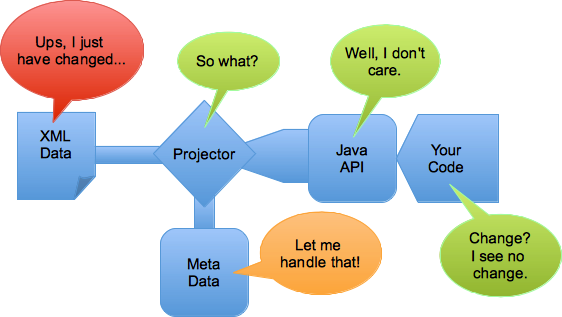 Ups, I just
have changed...
So what?
Well, I don't
care.
XML
Data
Projector
Java
API
Your
Code
Meta
Data
Let me
handle that!
Change?
I see no
change.